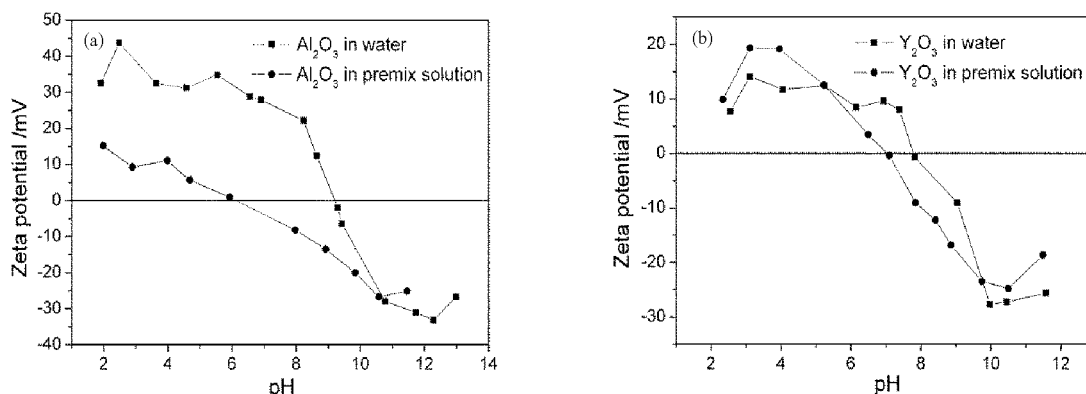 (a)
Al2O3 in water
Al2O3 in premix solution
Zeta potential /mV
50
40
30
20
10
0
-10
-20
-30
-40
2 4 6 8 10 12 14
pH
(b)
Y2O3 in water
Y2O3 in premix solution
Zeta potential /mV
20
10
0
-10
-20
-30
2 4 6 8 10 12
pH